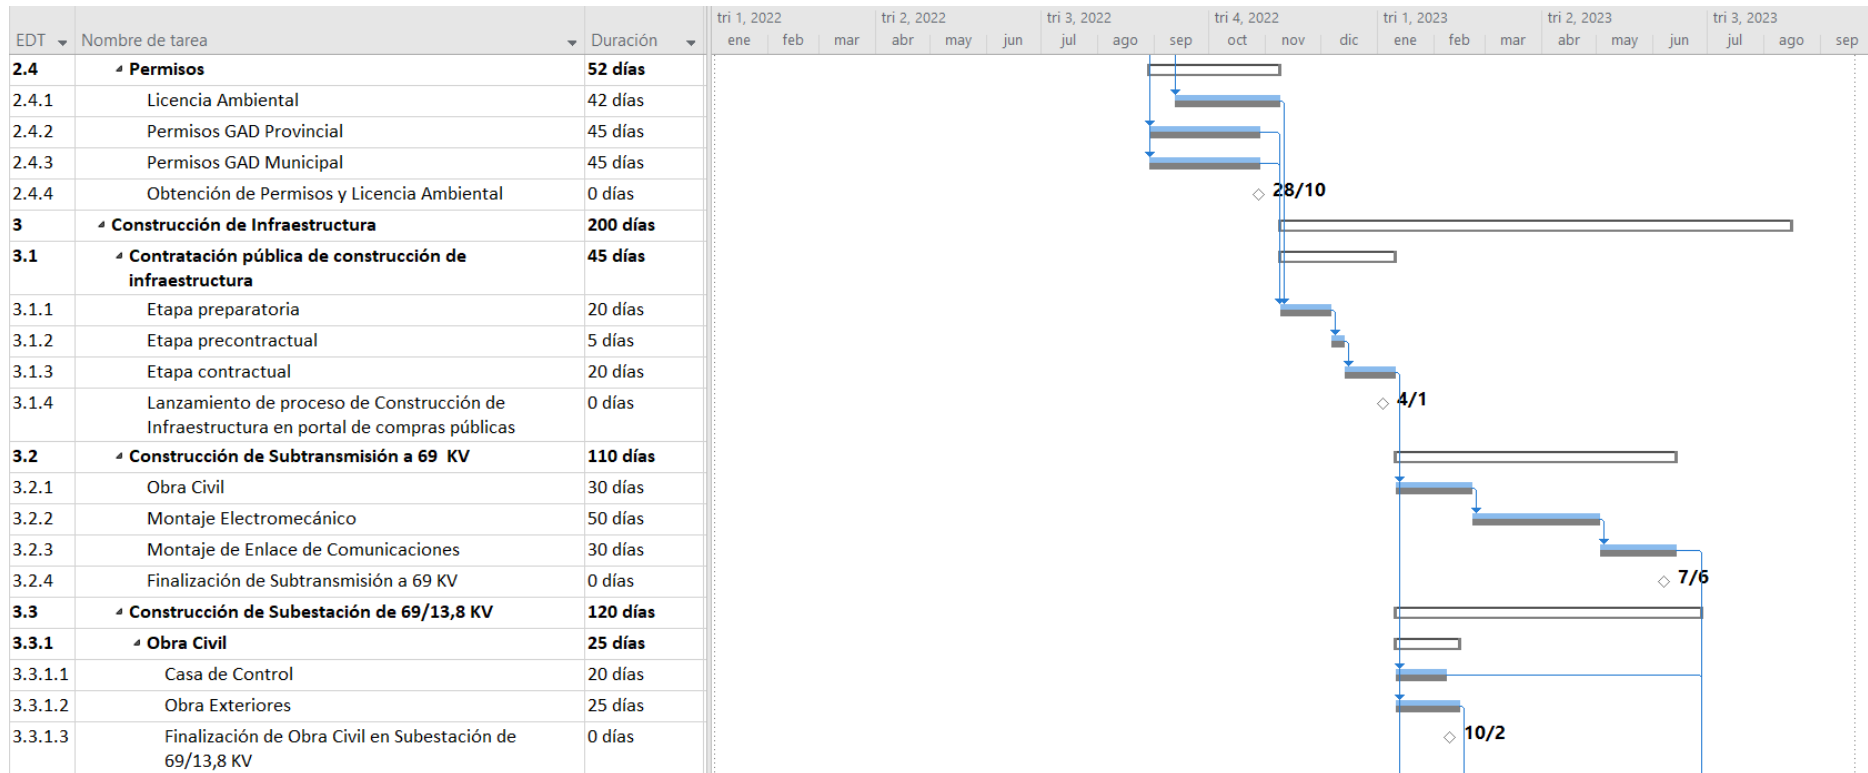 tri 1, 2022 tri 2, 2022 tri 3, 2022 tri 4, 2022 tri 1, 2023 tri 2, 2023 tri 3, 2023
EDT Nombre de tarea Duración ene feb mar abr may jun jul ago sep oct nov dic ene feb mar abr may jun jul ago sep
2.4 Permisos 52 días
2.4.1 Licencia Ambiental 42 días
2.4.2 Permisos GAD Provincial 45 días
2.4.3 Permisos GAD Municipal 45 días
2.4.4 Obtención de Permisos y Licencia Ambiental 0 días 28/10
3 Construcción de Infraestructura 200 días
3.1 Contratación pública de construcción de 45 días
infraestructura
3.1.1 Etapa preparatoria 20 días
3.1.2 Etapa precontractual 5 días
3.1.3 Etapa contractual 20 días
3.1.4 Lanzamiento de proceso de Construcción de 0 días 4/1
Infraestructura en portal de compras públicas
3.2 Construcción de Subtransmisión a 69 KV 110 días
3.2.1 Obra Civil 30 días
3.2.2 Montaje Electromecánico 50 días
3.2.3 Montaje de Enlace de Comunicaciones 30 días
3.2.4 Finalización de Subtransmisión a 69 KV 0 días 7/6
3.3 Construcción de Subestación de 69/13,8 KV 120 días
3.3.1 Obra Civil 25 días
3.3.1.1 Casa de Control 20 días
3.3.1.2 Obra Exteriores 25 días
3.3.1.3 Finalización de Obra Civil en Subestación de 0 días 10/2
69/13,8 KV